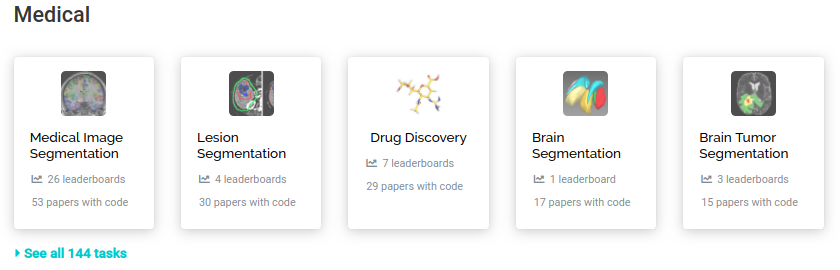 Medical
Medical Image
Segmentation
26 leaderboards
53 papers with code
Lesion
Segmentation
4 leaderboards
30 papers with code
Drug Discovery
7 leaderboards
29 papers with code
Brain
Segmentation
1 leaderboard
17 papers with code
Brain Tumor
Segmentation
3 leaderboards
15 papers with code
See all 144 tasks